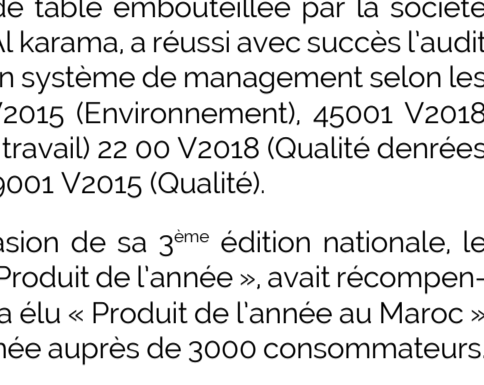 de table embouteillée par la société
Al karama, a réussi avec succès l'audit
n système de management selon les
V2015 (Environnement), 45001 V2018
travail) 22 00 V2018 (Qualité denrées
9001 V2015 (Qualité).
asion de sa 3ème édition nationale, le
Produit de l'année », avait récompen-
a élu « Produit de l'année au Maroc »
née auprès de 3000 consommateurs.